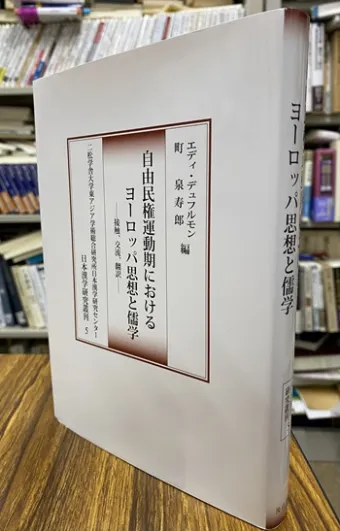 エディ・デュフルモン
町 泉寿郎 編
自由民権運動期における
ヨーロッパ思想と儒学
―接触、交流、翻訳―
二松学舎大学東アジア学術総合研究所日本漢学研究センター
日本漢学研究叢刊 5
ヨーロッパ思想と儒学